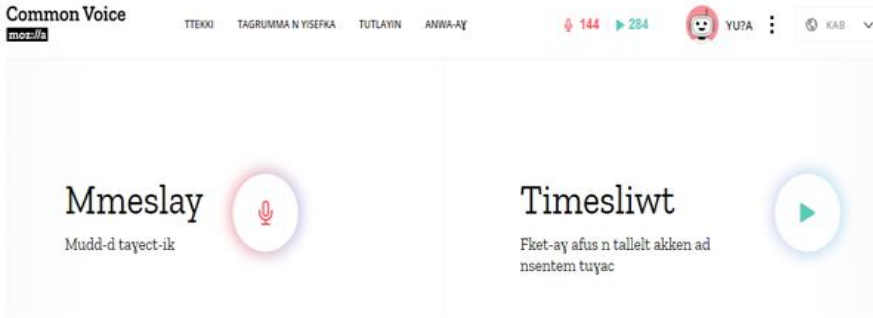 Common Voice
moz://a
TTEKKI TAGRUMMA N YISEFKA TUTLAYIN ANWA-AƔ 144 284 YU?A KAB
Mmeslay
Mudd-d taɣect-ik
Timesliwt
Fket-aɣ afus n tallelt akken ad
nsentem tuɣac